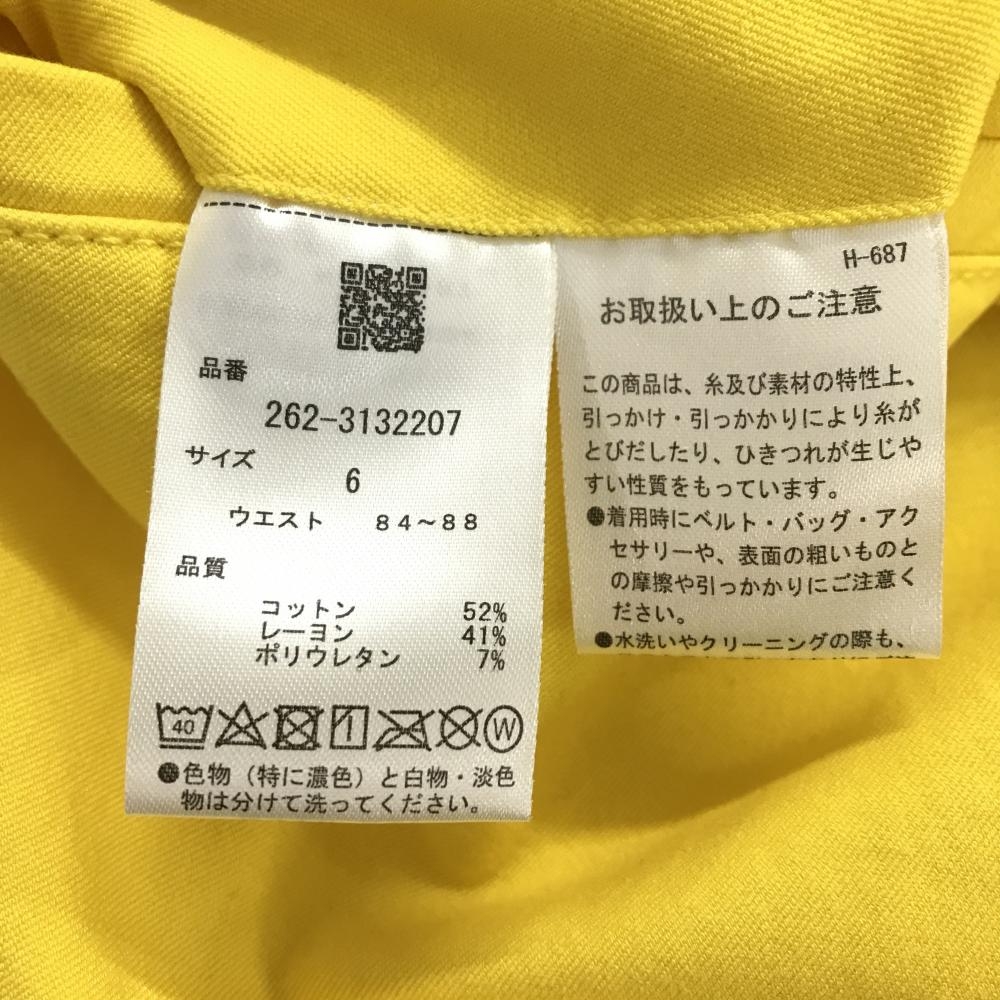 品番
262-3132207
サイズ
6
ウエスト 84~88
品質
コットン 52%
レーヨン 41%
ポリウレタン 7%
40 W
●色物(特に濃色)と白物・淡色
物は分けて洗ってください。
H-687
お取扱い上のご注意
この商品は、糸及び素材の特性上、
引っかけ・引っかかりにより糸が
とびだしたり、ひきつれが生じや
すい性質をもっています。
●着用時にベルト・バッグ・アク
セサリーや、表面の粗いものと
の摩擦や引っかかりにご注意く
ださい。
●水洗いやクリーニングの際も、